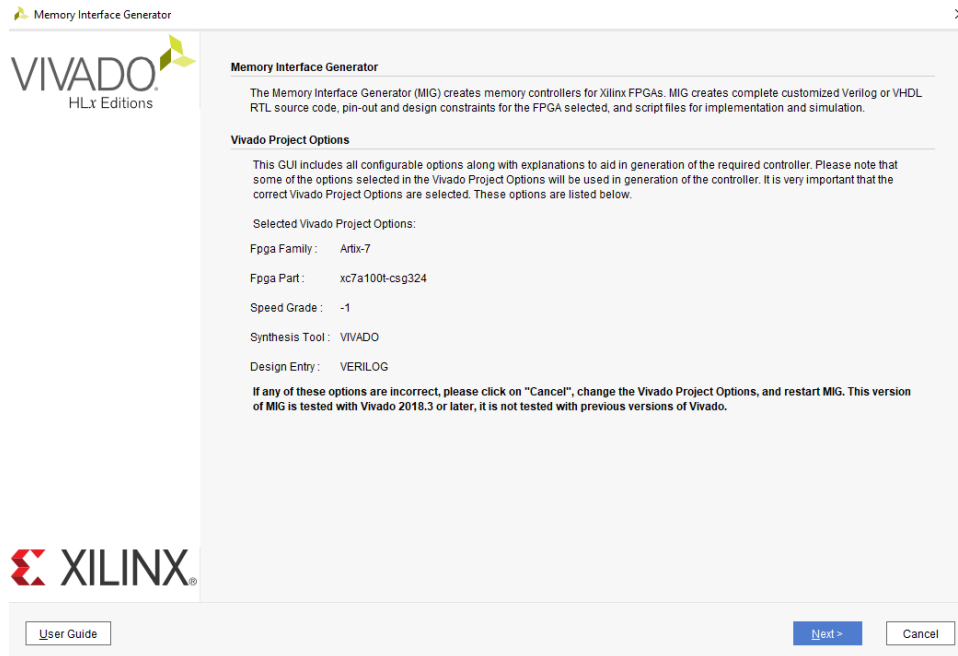 Memory Interface Generator
VIVADO.
HLx Editions
Memory Interface Generator
The Memory Interface Generator (MIG) creates memory controllers for Xilinx FPGAs. MIG creates complete customized Verilog or VHDL
RTL source code, pin-out and design constraints for the FPGA selected, and script files for implementation and simulation.
Vivado Project Options
This GUI includes all configurable options along with explanations to aid in generation of the required controller. Please note that
some of the options selected in the Vivado Project Options will be used in generation of the controller. It is very important that the
correct Vivado Project Options are selected. These options are listed below.
Selected Vivado Project Options:
Fpga Family : Artix-7
Fpga Part : xc7a100t-csg324
Speed Grade : -1
Synthesis Tool : VIVADO
Design Entry : VERILOG
If any of these options are incorrect, please click on "Cancel", change the Vivado Project Options, and restart MIG. This version
of MIG is tested with Vivado 2018.3 or later, it is not tested with previous versions of Vivado.
XILINX®
User Guide
Next >
Cancel